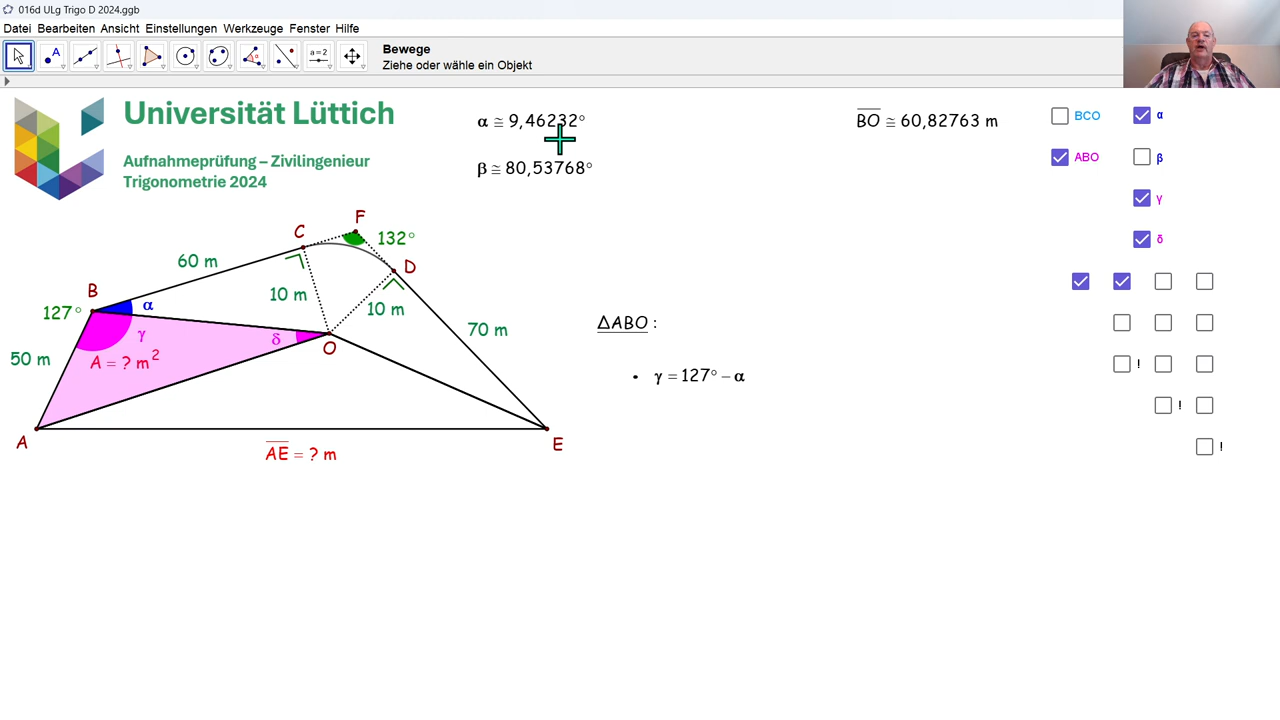 016d ULg Trigo D 2024.ggb
Datei Bearbeiten Ansicht Einstellungen Werkzeuge Fenster Hilfe
A
a=2
Bewege
Ziehe oder wähle ein Objekt
Universität Lüttich
Aufnahmeprüfung – Zivilingenieur
Trigonometrie 2024
α ≅ 9,46232°
β ≅ 80,53768°
BO ≅ 60,82763 m
BCO
α
ABO
β
γ
δ
!
!
!
F
C
132°
60 m
D
B
127°
α
10 m
10 m
γ
δ
O
70 m
50 m
A = ? m²
A
E
AE = ? m
ΔABO :
• γ = 127° – α